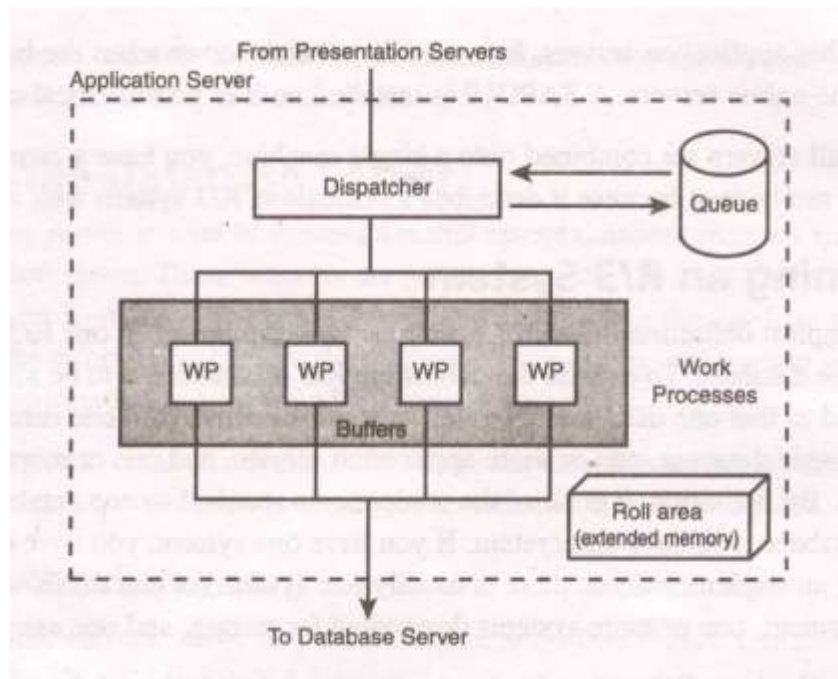 From Presentation Servers
Application Server
Dispatcher
Queue
WP WP WP WP
Work
Processes
Buffers
Roll area
(extended memory)
To Database Server